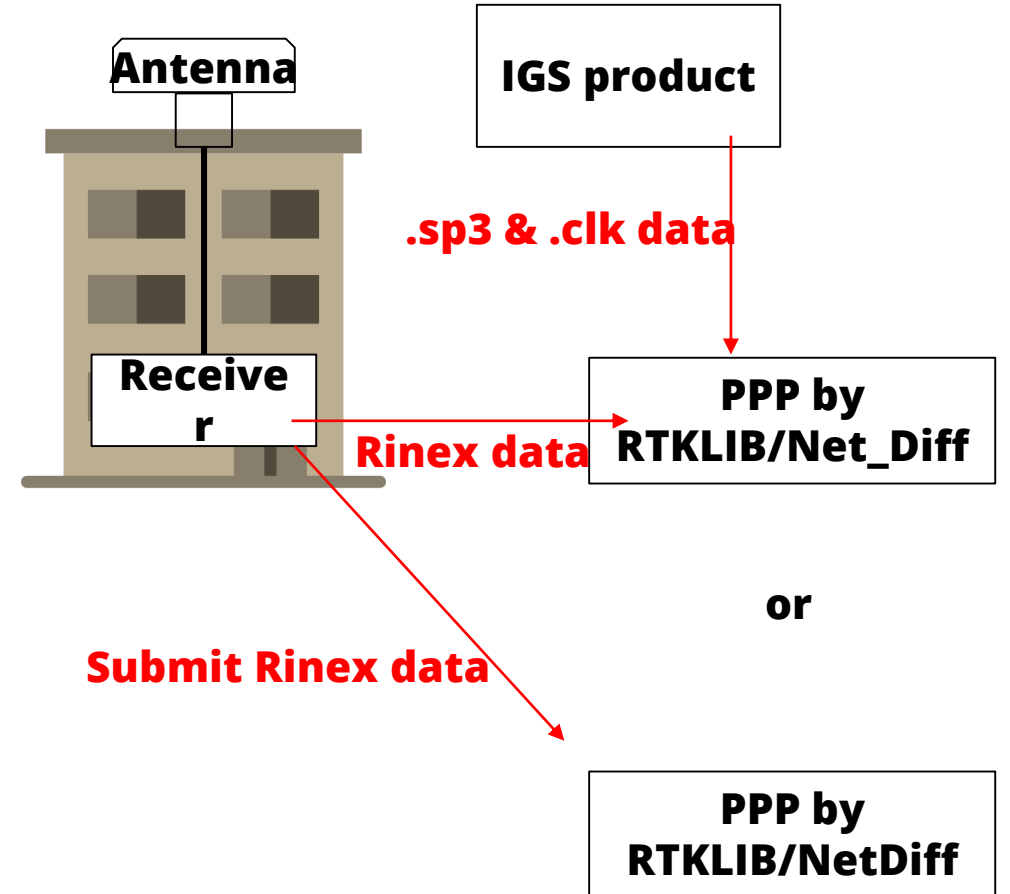 Antenna
IGS product
.sp3 & .clk data
Receive
r
PPP by
RTKLIB/Net_Diff
Rinex data
or
Submit Rinex data
PPP by
RTKLIB/NetDiff